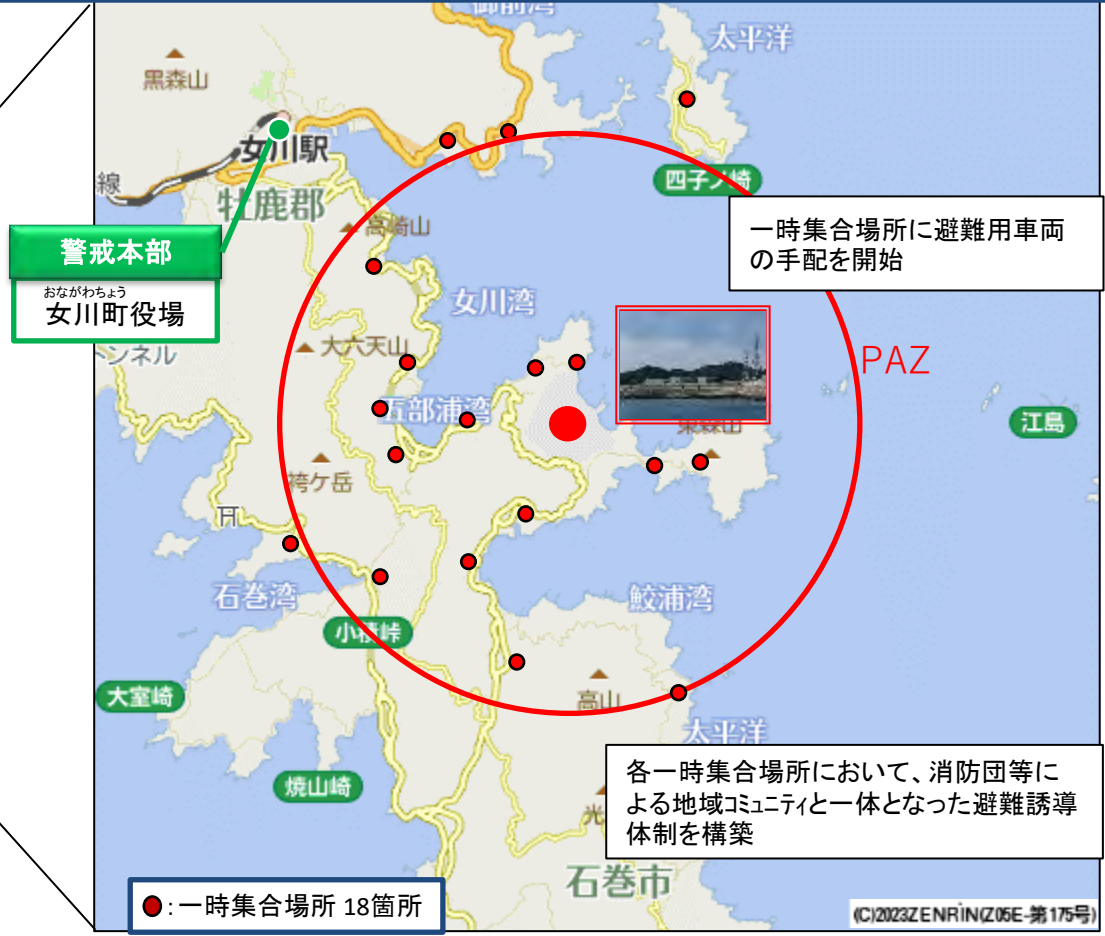 御前湾
太平洋
黒森山
女川駅
線
牡鹿郡
四子ノ崎
高崎山
一時集合場所に避難用車両
の手配を開始
警戒本部
おながわちょう
女川町役場
女川湾
トンネル
大六天山
PAZ
五部浦湾
江島
東森山
袴ケ岳
石巻湾
鮫浦湾
小積峠
大室崎
高山
太平洋
焼山崎
各一時集合場所において、消防団等に
よる地域コミュニティと一体となった避難誘導
体制を構築
光
石巻市
：一時集合場所 18箇所
(C)2023ZENRIN(Z05E-第175号)